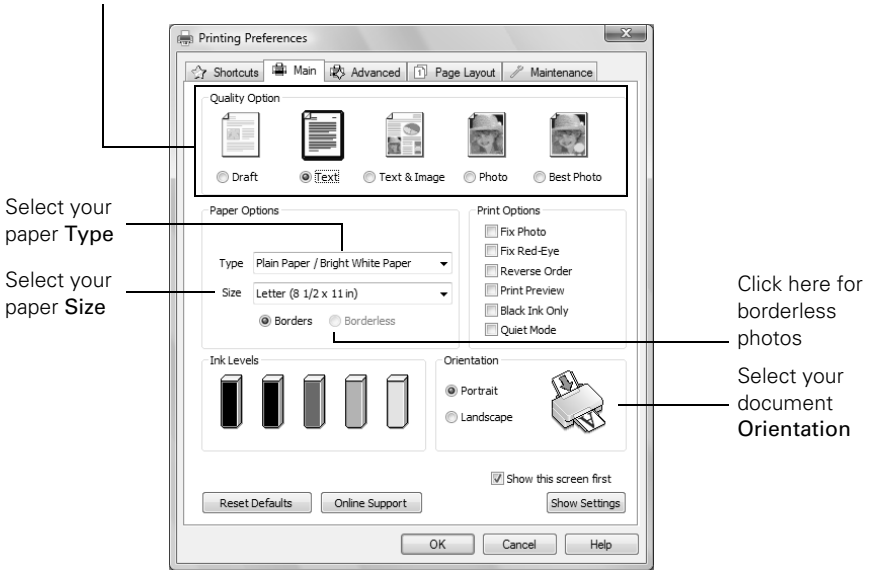 Printing Preferences
Shortcuts Main Advanced Page Layout Maintenance
Quality Option
Draft Text Text & Image Photo Best Photo
Select your
paper Type
Select your
paper Size
Paper Options
Type Plain Paper / Bright White Paper
Size Letter (8 1/2 x 11 in)
Borders Borderless
Print Options
Fix Photo
Fix Red-Eye
Reverse Order
Print Preview
Black Ink Only
Quiet Mode
Click here for
borderless
photos
Ink Levels
Orientation
Portrait
Landscape
Select your
document
Orientation
Show this screen first
Reset Defaults Online Support Show Settings
OK Cancel Help